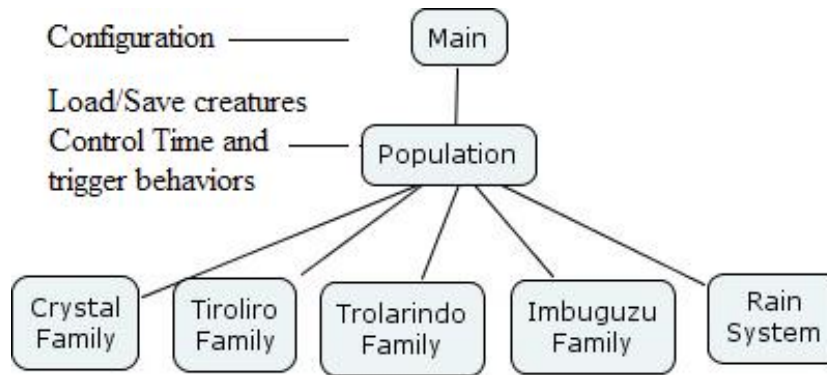 Configuration
Main
Load/Save creatures
Control Time and
trigger behaviors
Population
Crystal
Family
Tiroliro
Family
Trolarindo
Family
Imbuguzu
Family
Rain
System